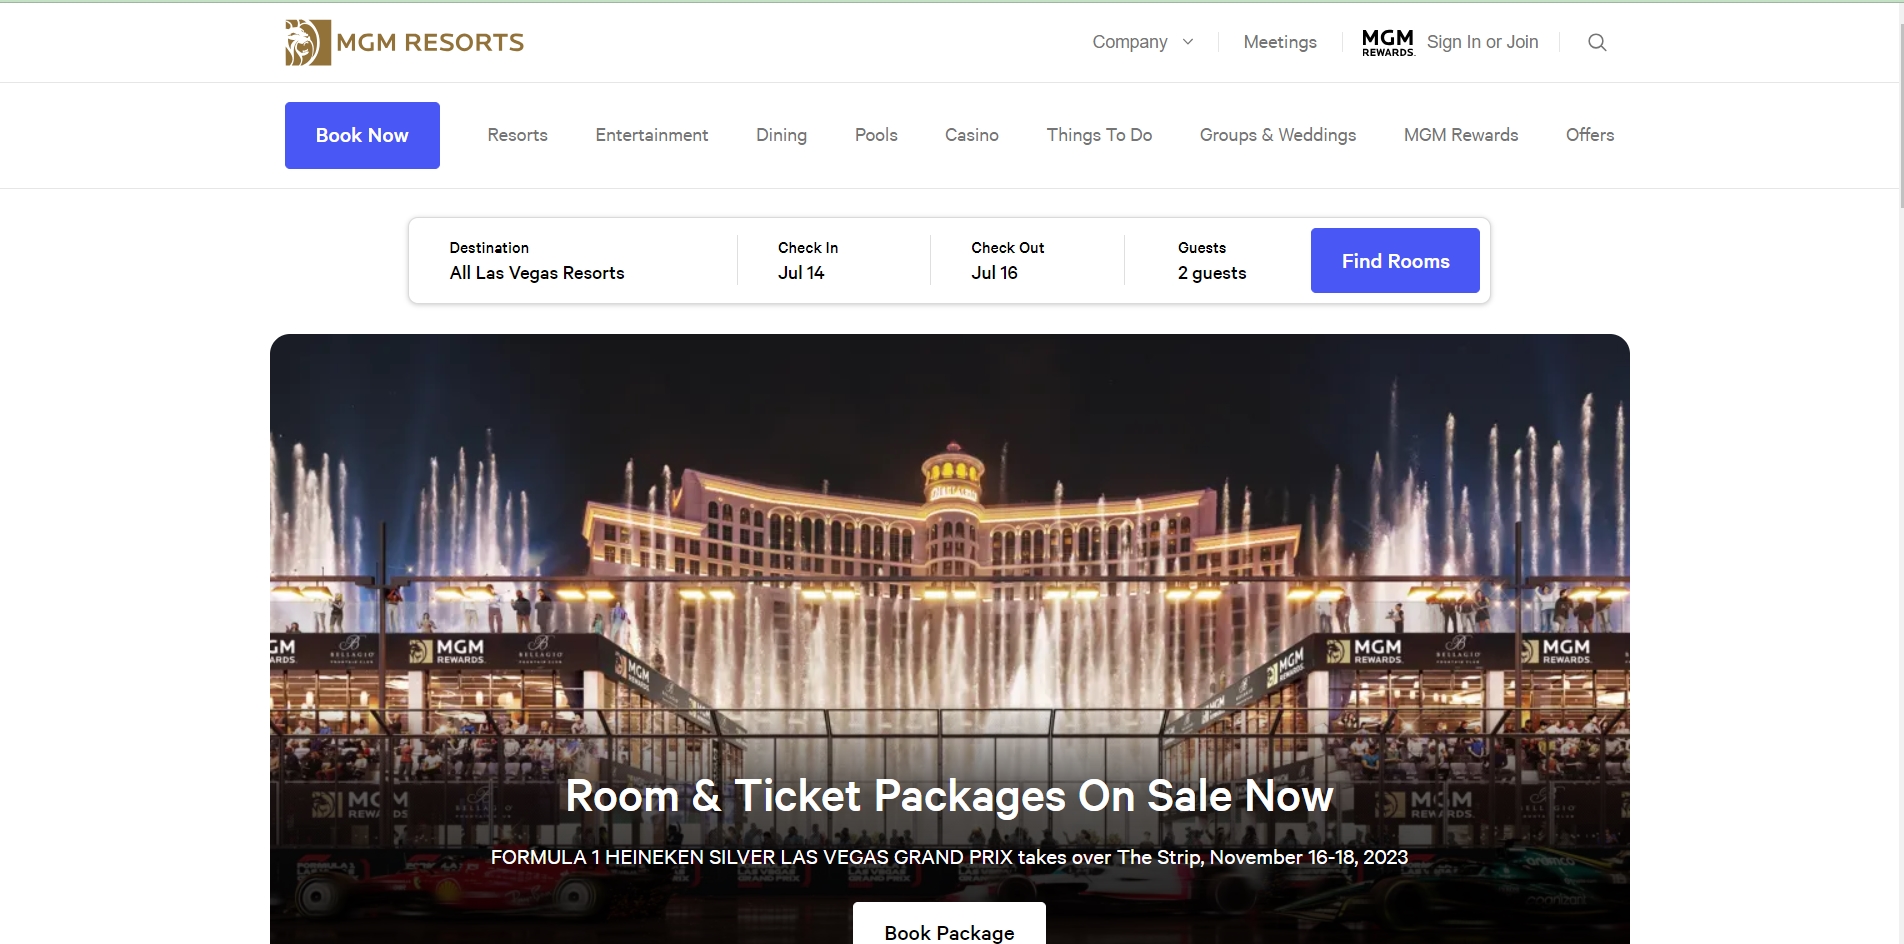 MGM RESORTS
Company
Meetings
MGM REWARDS.
Sign In or Join
Book Now
Resorts
Entertainment
Dining
Pools
Casino
Things To Do
Groups & Weddings
MGM Rewards
Offers
Destination
All Las Vegas Resorts
Check In
Jul 14
Check Out
Jul 16
Guests
2 guests
Find Rooms
MGM REWARDS.
BELLAGIO
MGM REWARDS.
BELLAGIO
MGM REWARDS.
MGM
MGM REWARDS.
BELLAGIO
MGM REWARDS.
Room & Ticket Packages On Sale Now
FORMULA 1 HEINEKEN SILVER LAS VEGAS GRAND PRIX takes over The Strip, November 16-18, 2023
Book Package